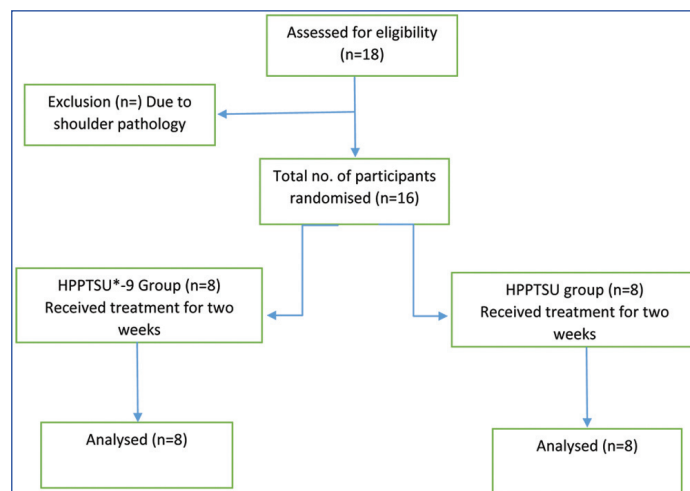 Assessed for eligibility
(n=18)
Exclusion (n=) Due to
shoulder pathology
Total no. of participants
randomised (n=16)
HPPTSU*-9 Group (n=8)
Received treatment for two
weeks
HPPTSU group (n=8)
Received treatment for two
weeks
Analysed (n=8)
Analysed (n=8)